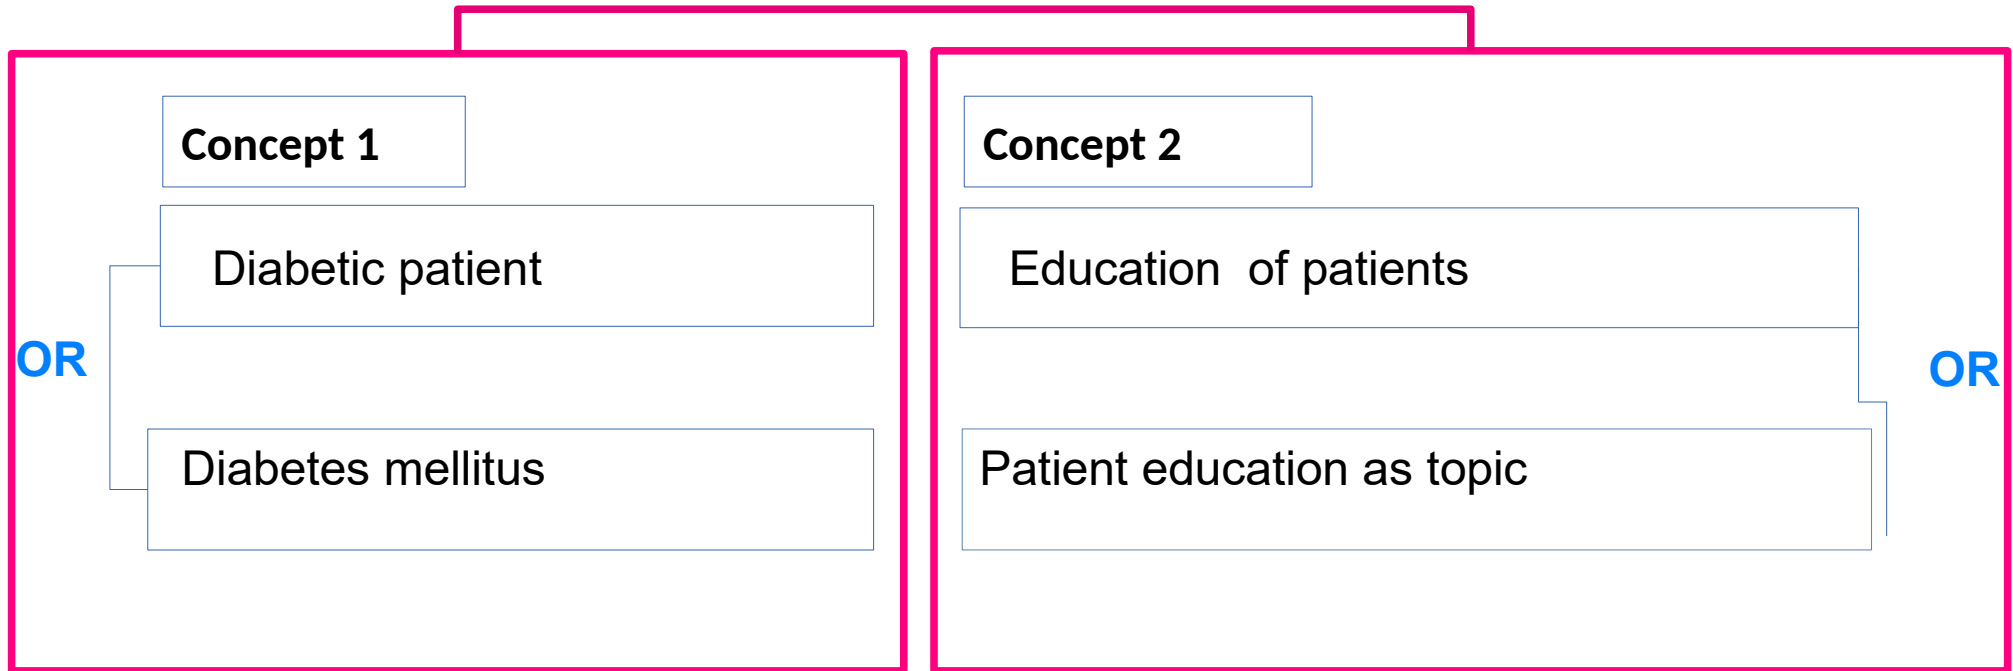 Concept 1
Diabetic patient
OR
Diabetes mellitus
Concept 2
Education  of patients
OR
Patient education as topic